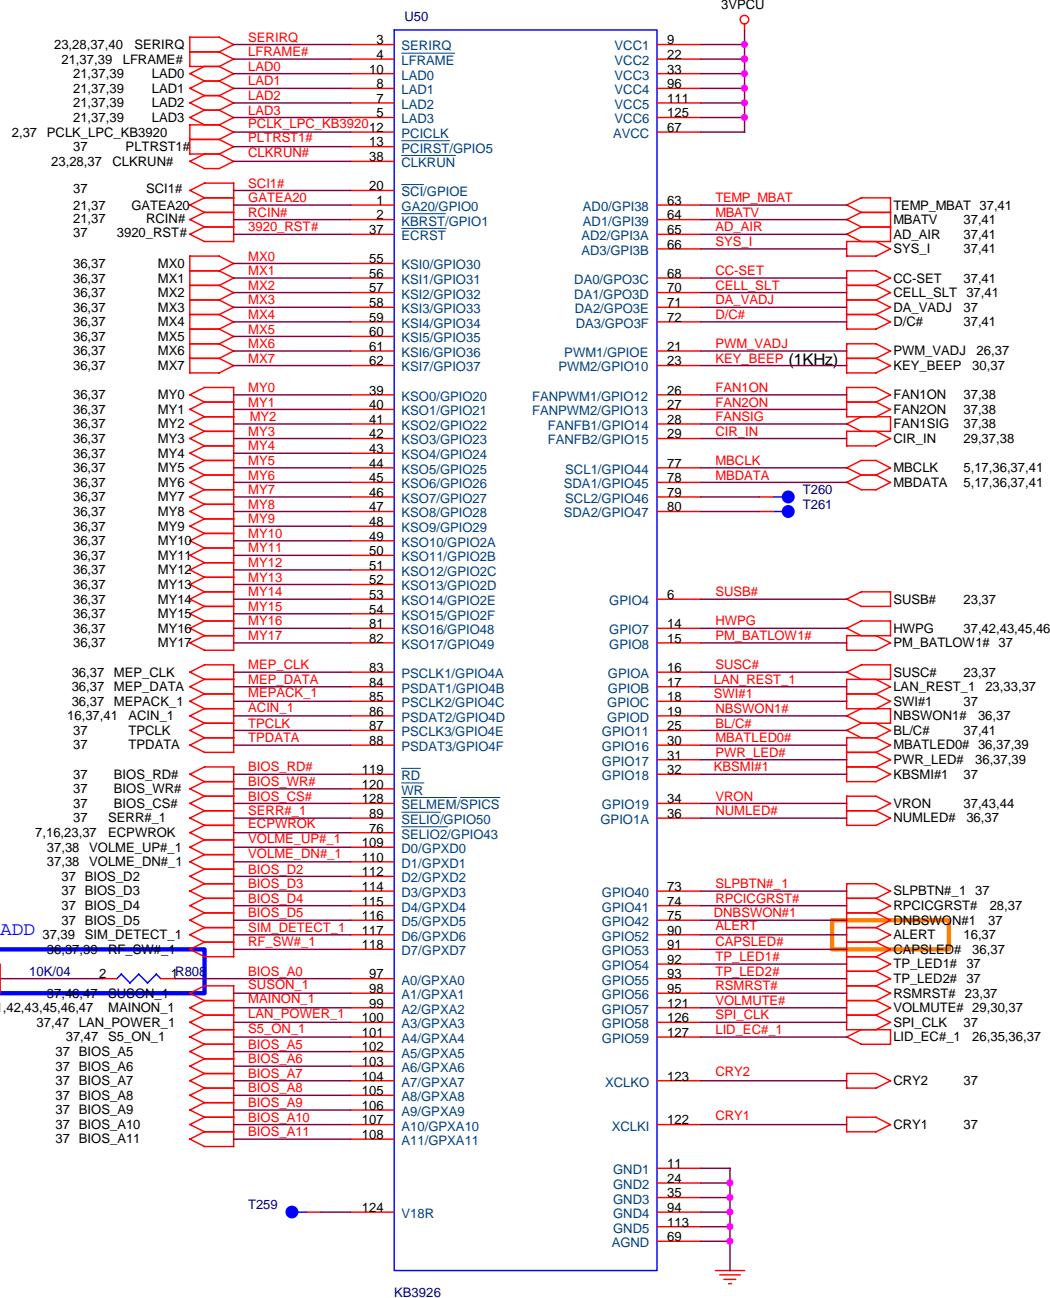 3VPCU
U50
23,28,37,40 SERIRQ SERIRQ 3 SERIRQ VCC1 9
21,37,39 LFRAME# LFRAME# 4 LFRAME VCC2 22
21,37,39 LAD0 LAD0 10 LAD0 VCC3 33
21,37,39 LAD1 LAD1 8 LAD1 VCC4 96
21,37,39 LAD2 LAD2 7 LAD2 VCC5 111
21,37,39 LAD3 LAD3 5 LAD3 VCC6 125
2,37 PCLK_LPC_KB3920 PCLK_LPC_KB3920 12 PCICLK AVCC 67
37 PLTRST1# PLTRST1# 13 PCIRST/GPIO5
23,28,37 CLKRUN# CLKRUN# 38 CLKRUN
37 SCI1# SCI1# 20 SCI/GPIOE
21,37 GATEA20 GATEA20 1 GA20/GPIO0 AD0/GPI38 63 TEMP_MBAT TEMP_MBAT 37,41
21,37 RCIN# RCIN# 2 KBRST/GPIO1 AD1/GPI39 64 MBATV MBATV 37,41
37 3920_RST# 3920_RST# 37 ECRST AD2/GPI3A 65 AD_AIR AD_AIR 37,41
AD3/GPI3B 66 SYS_I SYS_I 37,41
36,37 MX0 MX0 55 KSI0/GPIO30
36,37 MX1 MX1 56 KSI1/GPIO31 DA0/GPO3C 68 CC-SET CC-SET 37,41
36,37 MX2 MX2 57 KSI2/GPIO32 DA1/GPO3D 70 CELL_SLT CELL_SLT 37,41
36,37 MX3 MX3 58 KSI3/GPIO33 DA2/GPO3E 71 DA_VADJ DA_VADJ 37
36,37 MX4 MX4 59 KSI4/GPIO34 DA3/GPO3F 72 D/C# D/C# 37,41
36,37 MX5 MX5 60 KSI5/GPIO35
36,37 MX6 MX6 61 KSI6/GPIO36 PWM1/GPIOE 21 PWM_VADJ PWM_VADJ 26,37
36,37 MX7 MX7 62 KSI7/GPIO37 PWM2/GPIO10 23 KEY_BEEP (1KHz) KEY_BEEP 30,37
36,37 MY0 MY0 39 KSO0/GPIO20 FANPWM1/GPIO12 26 FAN1ON FAN1ON 37,38
36,37 MY1 MY1 40 KSO1/GPIO21 FANPWM2/GPIO13 27 FAN2ON FAN2ON 37,38
36,37 MY2 MY2 41 KSO2/GPIO22 FANFB1/GPIO14 28 FANSIG FAN1SIG 37,38
36,37 MY3 MY3 42 KSO3/GPIO23 FANFB2/GPIO15 29 CIR_IN CIR_IN 29,37,38
36,37 MY4 MY4 43 KSO4/GPIO24
36,37 MY5 MY5 44 KSO5/GPIO25 SCL1/GPIO44 77 MBCLK MBCLK 5,17,36,37,41
36,37 MY6 MY6 45 KSO6/GPIO26 SDA1/GPIO45 78 MBDATA MBDATA 5,17,36,37,41
36,37 MY7 MY7 46 KSO7/GPIO27 SCL2/GPIO46 79 T260
36,37 MY8 MY8 47 KSO8/GPIO28 SDA2/GPIO47 80 T261
36,37 MY9 MY9 48 KSO9/GPIO29
36,37 MY10 MY10 49 KSO10/GPIO2A
36,37 MY11 MY11 50 KSO11/GPIO2B
36,37 MY12 MY12 51 KSO12/GPIO2C
36,37 MY13 MY13 52 KSO13/GPIO2D
36,37 MY14 MY14 53 KSO14/GPIO2E GPIO4 6 SUSB# SUSB# 23,37
36,37 MY15 MY15 54 KSO15/GPIO2F
36,37 MY16 MY16 81 KSO16/GPIO48 GPIO7 14 HWPG HWPG 37,42,43,45,46
36,37 MY17 MY17 82 KSO17/GPIO49 GPIO8 15 PM_BATLOW1# PM_BATLOW1# 37
36,37 MEP_CLK MEP_CLK 83 PSCLK1/GPIO4A GPIOA 16 SUSC# SUSC# 23,37
36,37 MEP_DATA MEP_DATA 84 PSDAT1/GPIO4B GPIOB 17 LAN_REST_1 LAN_REST_1 23,33,37
36,37 MEPACK_1 MEPACK_1 85 PSCLK2/GPIO4C GPIOC 18 SWI#1 SWI#1 37
16,37,41 ACIN_1 ACIN_1 86 PSDAT2/GPIO4D GPIOD 19 NBSWON1# NBSWON1# 36,37
37 TPCLK TPCLK 87 PSCLK3/GPIO4E GPIO11 25 BL/C# BL/C# 37,41
37 TPDATA TPDATA 88 PSDAT3/GPIO4F GPIO16 30 MBATLED0# MBATLED0# 36,37,39
GPIO17 31 PWR_LED# PWR_LED# 36,37,39
37 BIOS_RD# BIOS_RD# 119 RD GPIO18 32 KBSMI#1 KBSMI#1 37
37 BIOS_WR# BIOS_WR# 120 WR
37 BIOS_CS# BIOS_CS# 128 SELMEM/SPICS GPIO19 34 VRON VRON 37,43,44
37 SERR#_1 SERR#_1 89 SELIO/GPIO50 GPIO1A 36 NUMLED# NUMLED# 36,37
7,16,23,37 ECPWROK ECPWROK 76 SELIO2/GPIO43
37,38 VOLME_UP#_1 VOLME_UP#_1 109 D0/GPXD0
37,38 VOLME_DN#_1 VOLME_DN#_1 110 D1/GPXD1
37 BIOS_D2 BIOS_D2 112 D2/GPXD2
37 BIOS_D3 BIOS_D3 114 D3/GPXD3 GPIO40 73 SLPBTN#_1 SLPBTN#_1 37
37 BIOS_D4 BIOS_D4 115 D4/GPXD4 GPIO41 74 RPCICGRST# RPCICGRST# 28,37
37 BIOS_D5 BIOS_D5 116 D5/GPXD5 GPIO42 75 DNBSWON#1 DNBSWON#1 37
ADD 37,39 SIM_DETECT_1 SIM_DETECT_1 117 D6/GPXD6 GPIO52 90 ALERT ALERT 16,37
36,37,39 RF_SW#_1 RF_SW#_1 118 D7/GPXD7 GPIO53 91 CAPSLED# CAPSLED# 36,37
GPIO54 92 TP_LED1# TP_LED1# 37
10K/04 2 1 R808 BIOS_A0 97 A0/GPXA0 GPIO55 93 TP_LED2# TP_LED2# 37
37,46,47 SUSON_1 SUSON_1 98 A1/GPXA1 GPIO56 95 RSMRST# RSMRST# 23,37
,42,43,45,46,47 MAINON_1 MAINON_1 99 A2/GPXA2 GPIO57 121 VOLMUTE# VOLMUTE# 29,30,37
37,47 LAN_POWER_1 LAN_POWER_1 100 A3/GPXA3 GPIO58 126 SPI_CLK SPI_CLK 37
37,47 S5_ON_1 S5_ON_1 101 A4/GPXA4 GPIO59 127 LID_EC#_1 LID_EC#_1 26,35,36,37
37 BIOS_A5 BIOS_A5 102 A5/GPXA5
37 BIOS_A6 BIOS_A6 103 A6/GPXA6
37 BIOS_A7 BIOS_A7 104 A7/GPXA7 XCLKO 123 CRY2 CRY2 37
37 BIOS_A8 BIOS_A8 105 A8/GPXA8
37 BIOS_A9 BIOS_A9 106 A9/GPXA9
37 BIOS_A10 BIOS_A10 107 A10/GPXA10 XCLKI 122 CRY1 CRY1 37
37 BIOS_A11 BIOS_A11 108 A11/GPXA11
GND1 11
GND2 24
GND3 35
T259 124 V18R GND4 94
GND5 113
AGND 69
KB3926